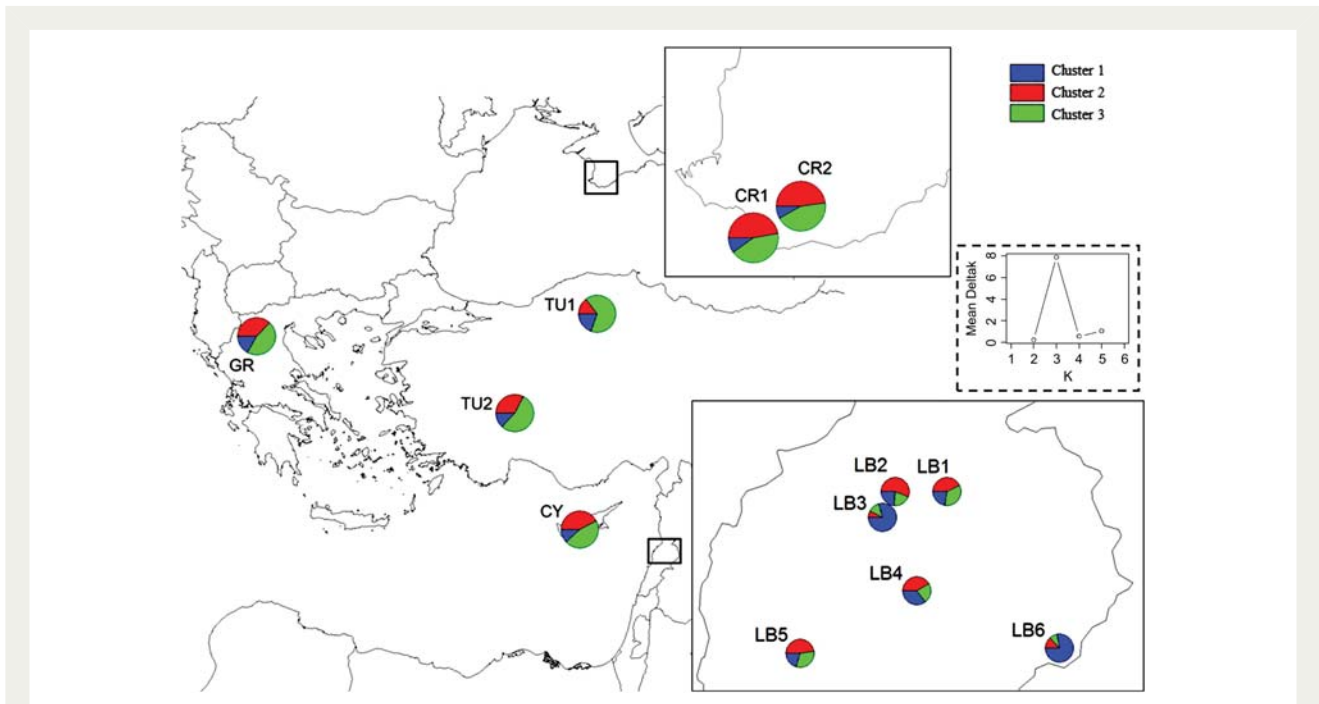 Cluster 1
Cluster 2
Cluster 3
CR2
CR1
TU1
GR
TU2
CY
Mean Deltak
8
6
4
2
0
1 2 3 4 5 6
K
LB2 LB1
LB3
LB4
LB5
LB6